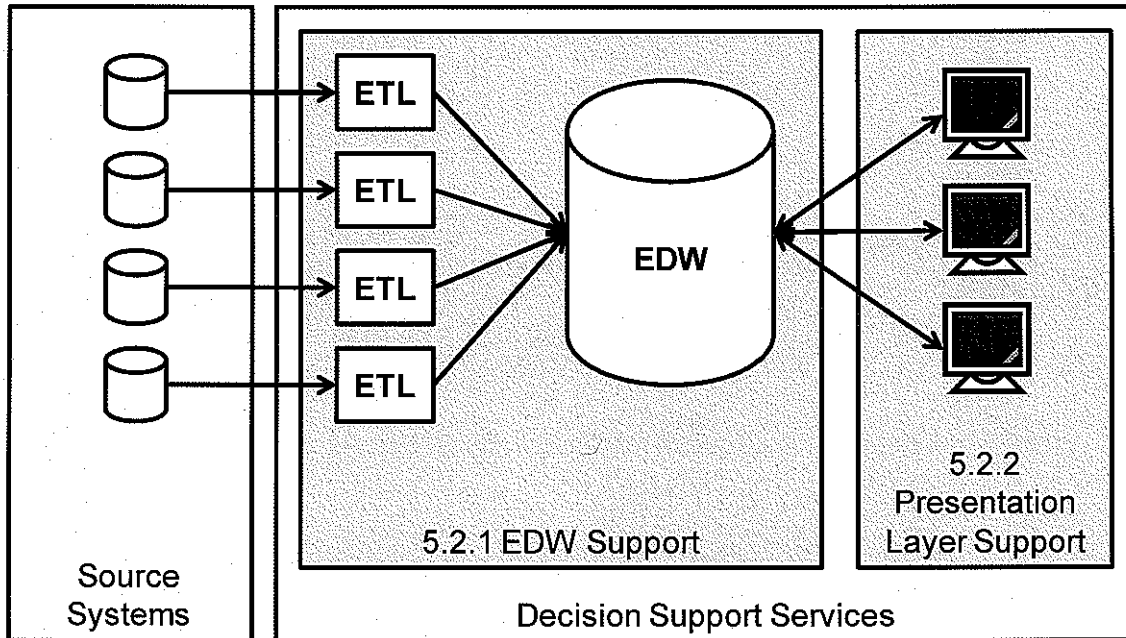 ETL
ETL
ETL
ETL
EDW
5.2.1 EDW Support
5.2.2
Presentation
Layer Support
Source
Systems
Decision Support Services